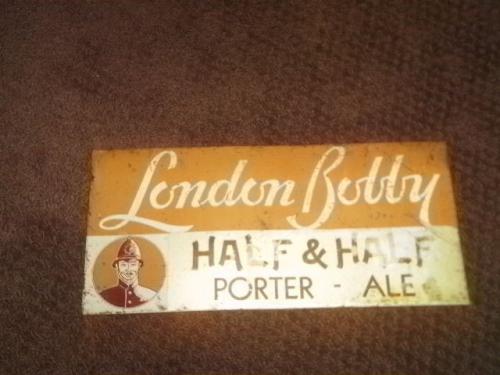 London Bobby
HALF & HALF
PORTER - ALE